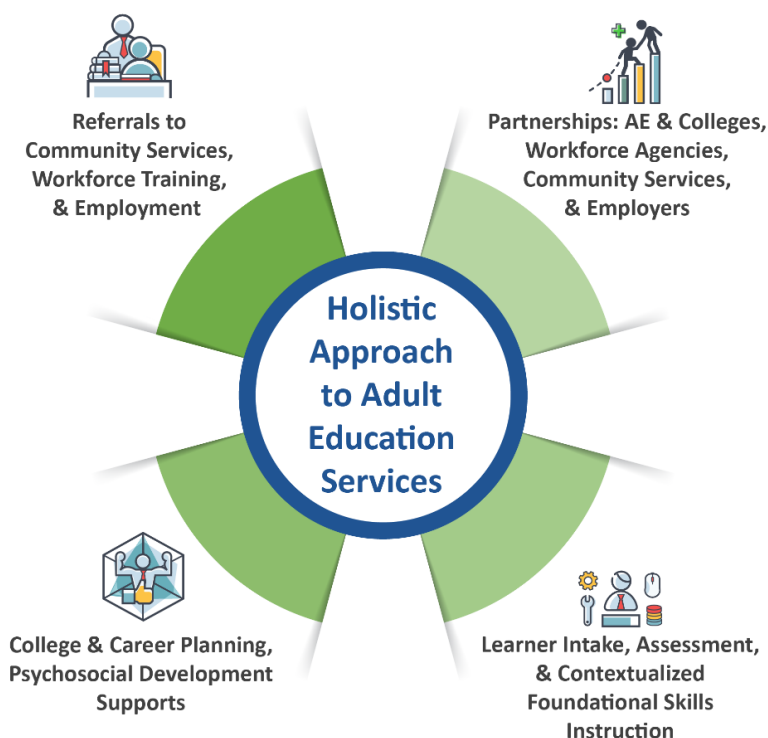 Referrals to
Community Services,
Workforce Training,
& Employment
Partnerships: AE & Colleges,
Workforce Agencies,
Community Services,
& Employers
Holistic
Approach
to Adult
Education
Services
College & Career Planning,
Psychosocial Development
Supports
Learner Intake, Assessment,
& Contextualized
Foundational Skills
Instruction